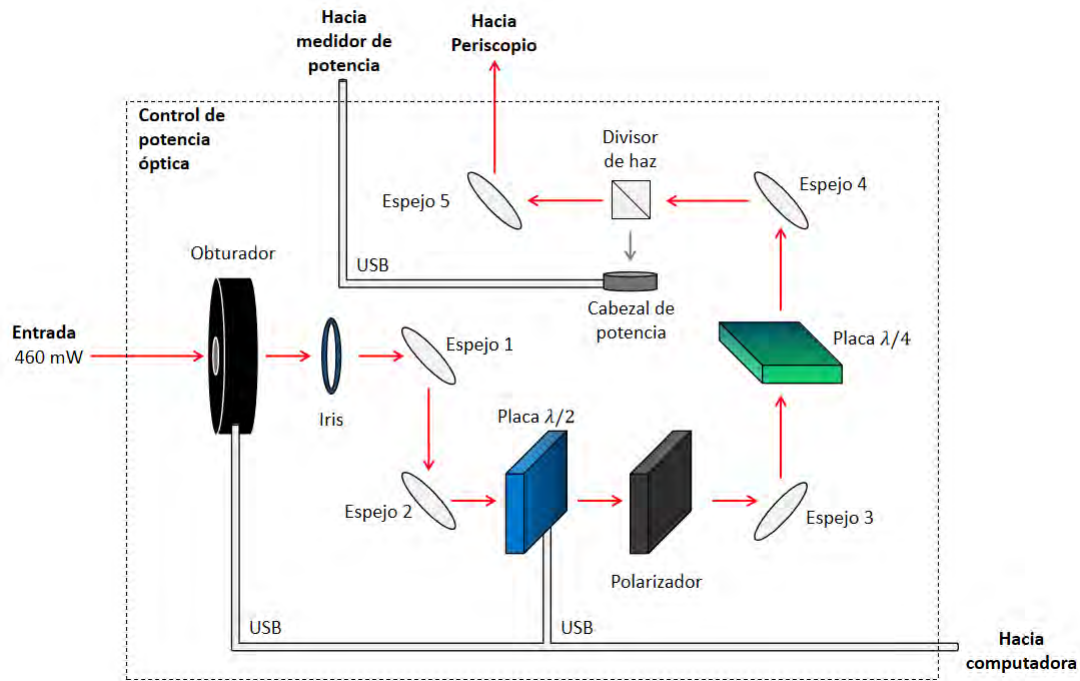 Hacia
medidor de
potencia
Hacia
Periscopio
Control de
potencia
óptica
Divisor
de haz
Espejo 5
Espejo 4
Obturador
USB
Cabezal de
potencia
Entrada
460 mW
Espejo 1
Placa λ/4
Iris
Placa λ/2
Espejo 2
Espejo 3
Polarizador
USB
USB
Hacia
computadora